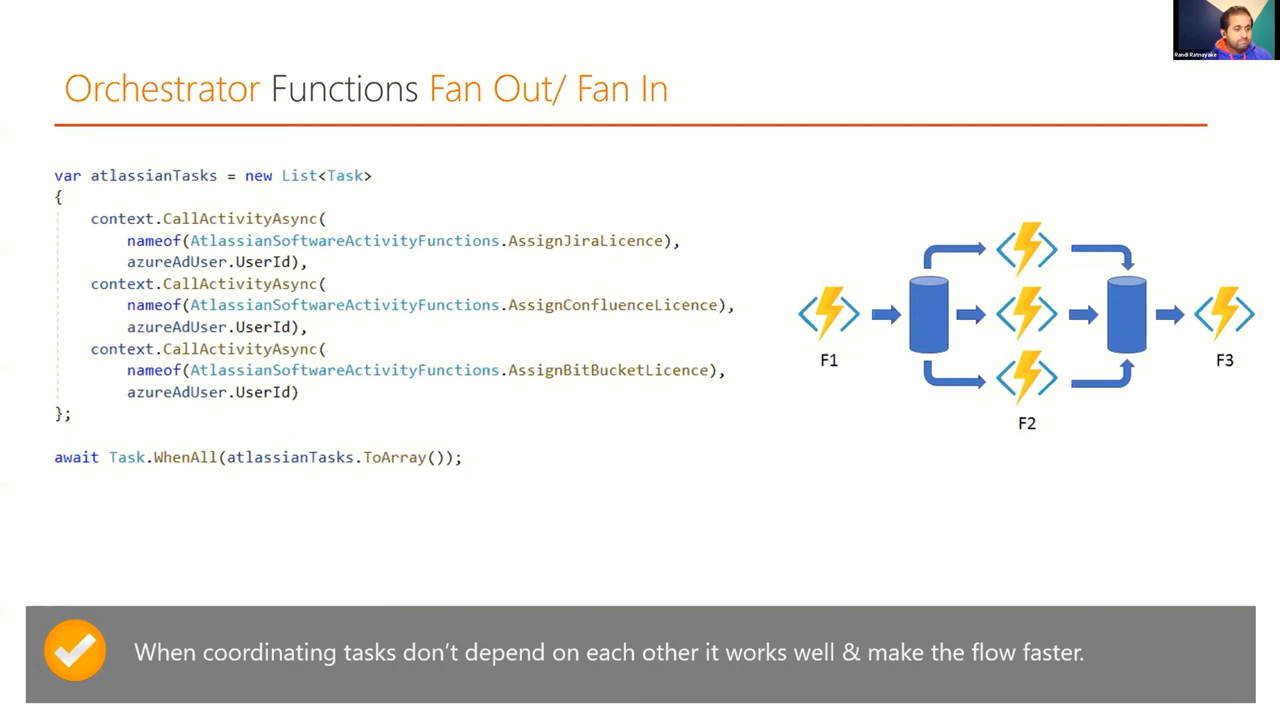 Randi Ratnayake
Orchestrator Functions Fan Out/ Fan In
var atlassianTasks = new List<Task>
{
context.CallActivityAsync(
nameof(AtlassianSoftwareActivityFunctions.AssignJiraLicence),
azureAdUser.UserId),
context.CallActivityAsync(
nameof(AtlassianSoftwareActivityFunctions.AssignConfluenceLicence),
azureAdUser.UserId),
context.CallActivityAsync(
nameof(AtlassianSoftwareActivityFunctions.AssignBitBucketLicence),
azureAdUser.UserId)
};
await Task.WhenAll(atlassianTasks.ToArray());
F1
F2
F3
When coordinating tasks don’t depend on each other it works well & make the flow faster.